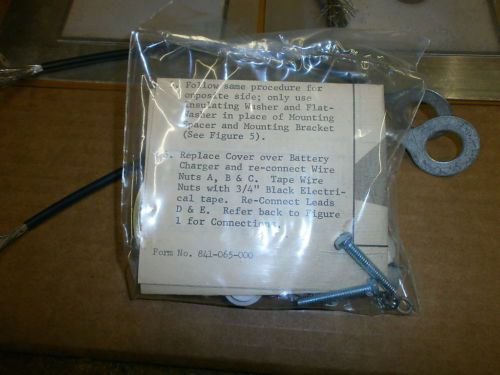 Follow same procedure for
opposite side; only use
Insulating Washer and Flat-
Washer in place of Mounting
Spacer and Mounting Bracket
(See Figure 5).
Replace Cover over Battery
Charger and re-connect Wire
Nuts A, B & C. Tape Wire
Nuts with 3/4" Black Electri-
cal tape. Re-Connect Leads
D & E. Refer back to Figure
1 for Connections.
Form No. 841-065-000